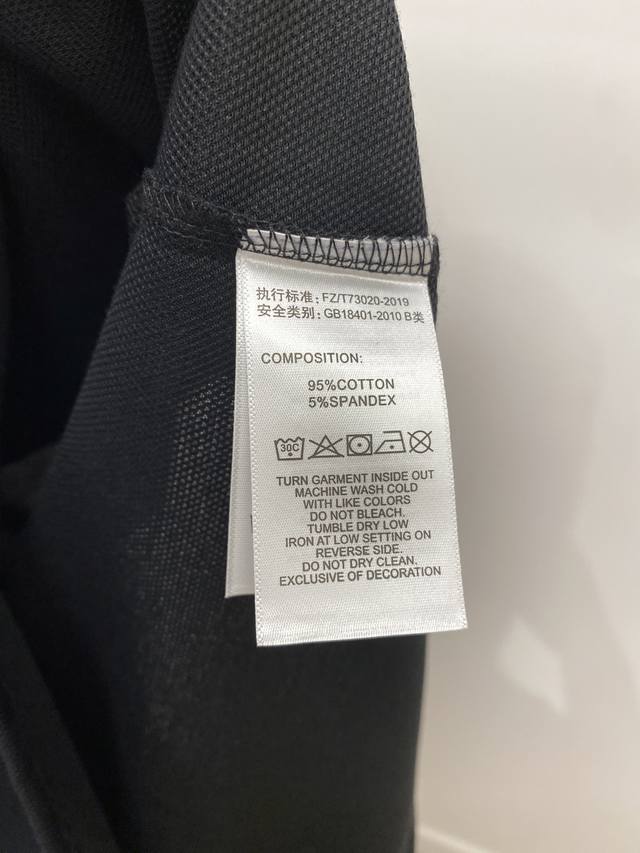 执行标准: FZ/T73020-2019
安全类别: GB18401-2010 B类
COMPOSITION:
95%COTTON
5%SPANDEX
30C
TURN GARMENT INSIDE OUT
MACHINE WASH COLD
WITH LIKE COLORS
DO NOT BLEACH.
TUMBLE DRY LOW
IRON AT LOW SETTING ON
REVERSE SIDE.
DO NOT DRY CLEAN.
EXCLUSIVE OF DECORATION